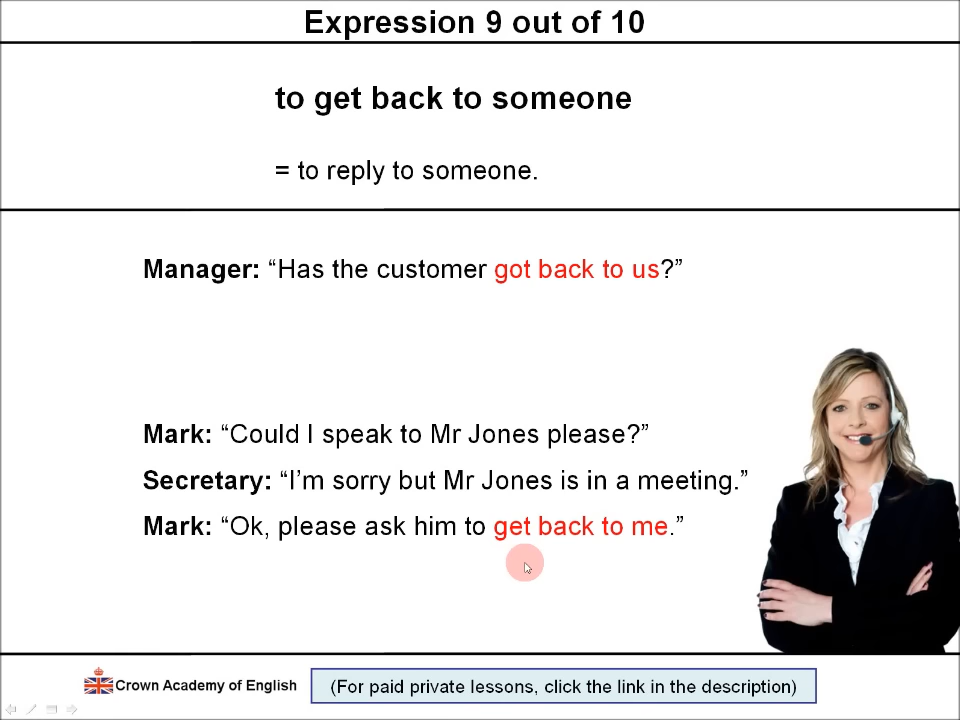 Expression 9 out of 10
to get back to someone
= to reply to someone.
Manager: “Has the customer got back to us?”
Mark: “Could I speak to Mr Jones please?”
Secretary: “I’m sorry but Mr Jones is in a meeting.”
Mark: “Ok, please ask him to get back to me.”
Crown Academy of English
(For paid private lessons, click the link in the description)